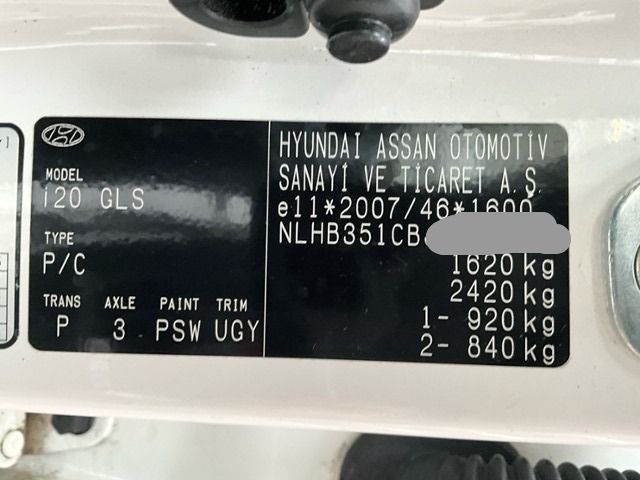 MODEL
i20 GLS
TYPE
P/C
TRANS AXLE PAINT TRIM
P 3 PSW UGY
HYUNDAI ASSAN OTOMOTİV
SANAYİ VE TİCARET A.Ş.
e11*2007/46*1600
NLHB351CB
1620 kg
2420 kg
1- 920 kg
2- 840 kg